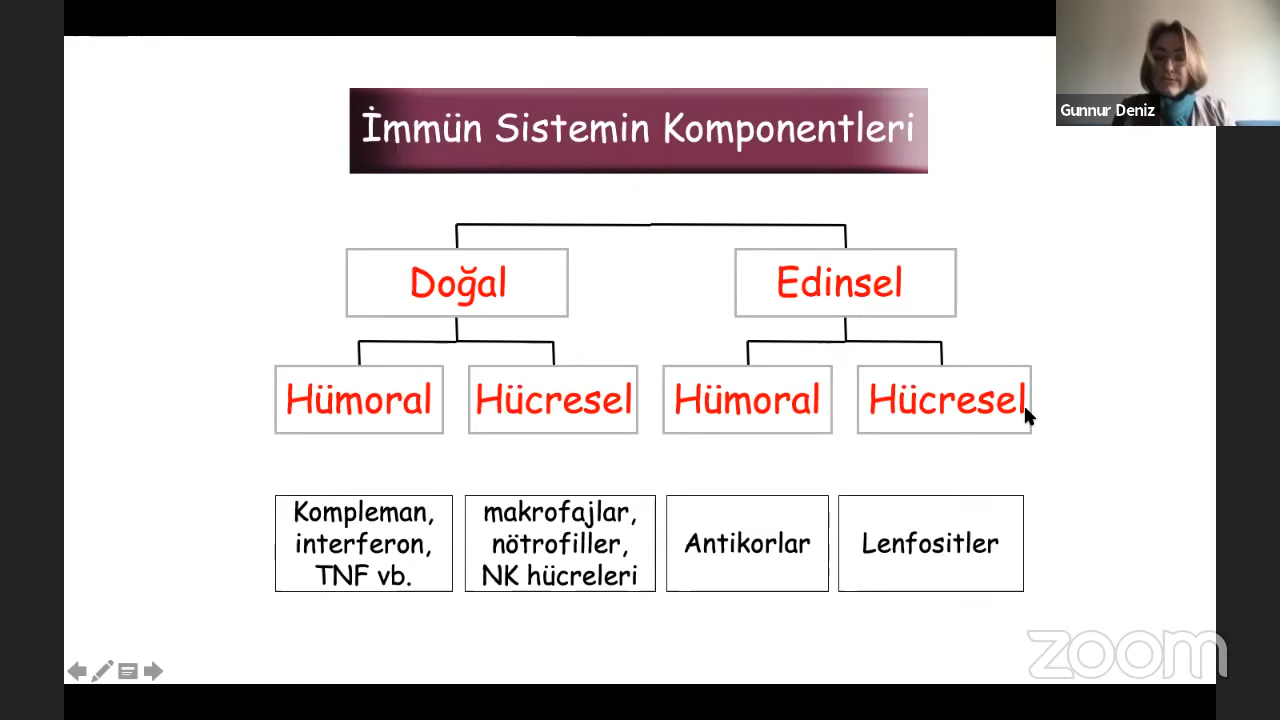 Gunnur Deniz
İmmün Sistemin Komponentleri
Doğal
Edinsel
Hümoral
Hücresel
Hümoral
Hücresel
Kompleman,
interferon,
TNF vb.
makrofajlar,
nötrofiller,
NK hücreleri
Antikorlar
Lenfositler
zoom